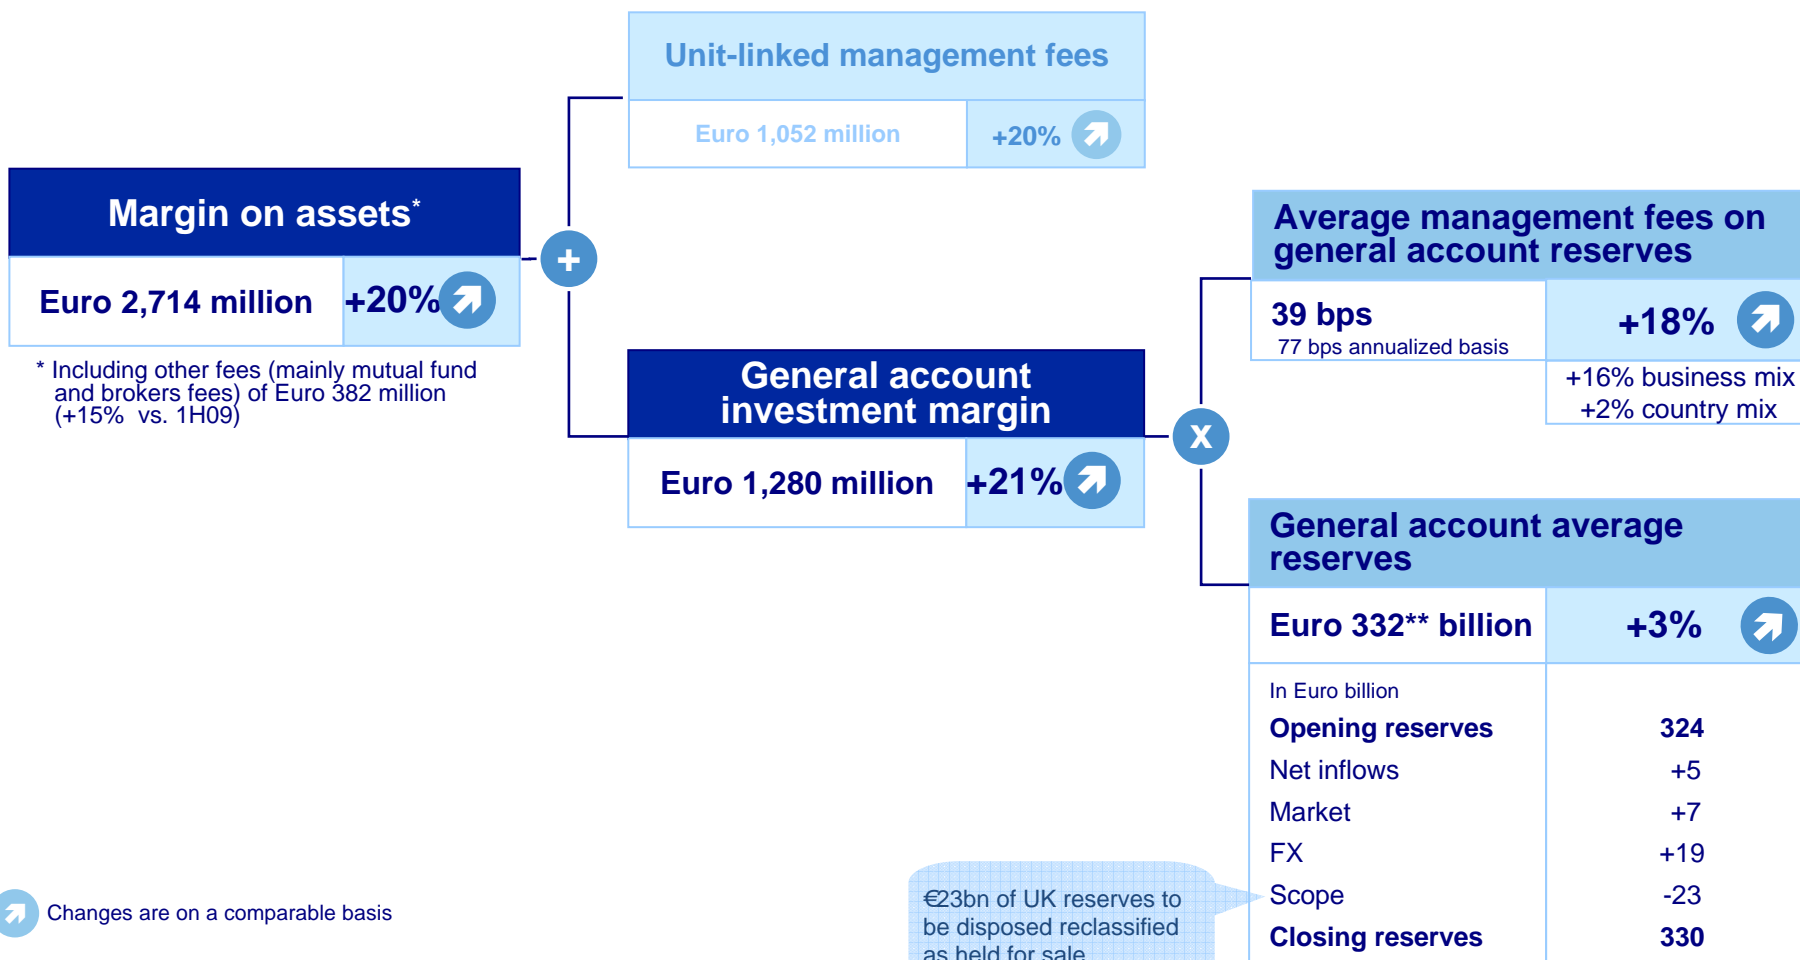 Unit-linked management fees
Euro 1,052 million
+20%
Margin on assets*
Euro 2,714 million
+20%
* Including other fees (mainly mutual fund
and brokers fees) of Euro 382 million
(+15% vs. 1H09)
+
General account
investment margin
Euro 1,280 million
+21%
x
Average management fees on
general account reserves
39 bps
77 bps annualized basis
+18%
+16% business mix
+2% country mix
General account average
reserves
Euro 332** billion
+3%
In Euro billion
Opening reserves 324
Net inflows +5
Market +7
FX +19
Scope -23
Closing reserves 330
€23bn of UK reserves to
be disposed reclassified
as held for sale
Changes are on a comparable basis